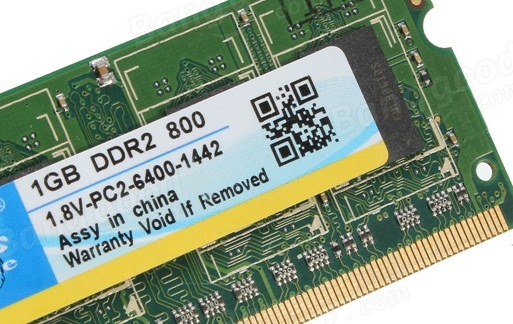 1GB DDR2 800
1.8V-PC2-6400-1442
Assy in china
Warranty Void If Removed